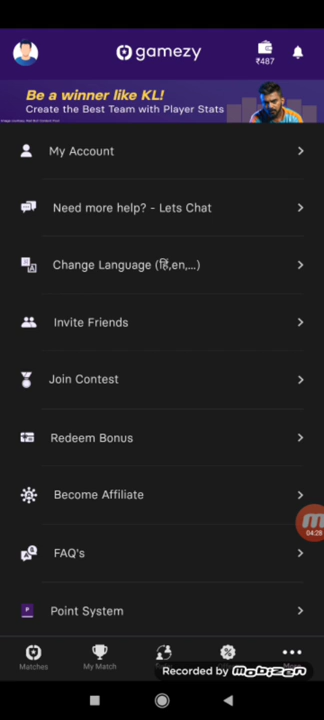 gamezy
₹487
Be a winner like KL!
Create the Best Team with Player Stats
My Account
Need more help? - Lets Chat
Change Language (हिं,en,...)
Invite Friends
Join Contest
Redeem Bonus
Become Affiliate
04:28
FAQ's
Point System
Matches
My Match
Recorded by mobizen